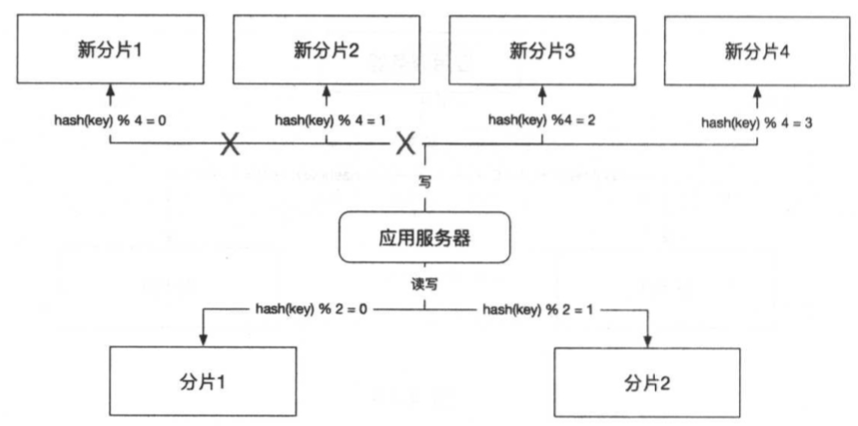 新分片1 新分片2 新分片3 新分片4
hash(key) % 4 = 0 hash(key) % 4 = 1 hash(key) %4 = 2 hash(key) % 4 = 3
X X
写
应用服务器
读写
hash(key) % 2 = 0 hash(key) % 2 = 1
分片1 分片2